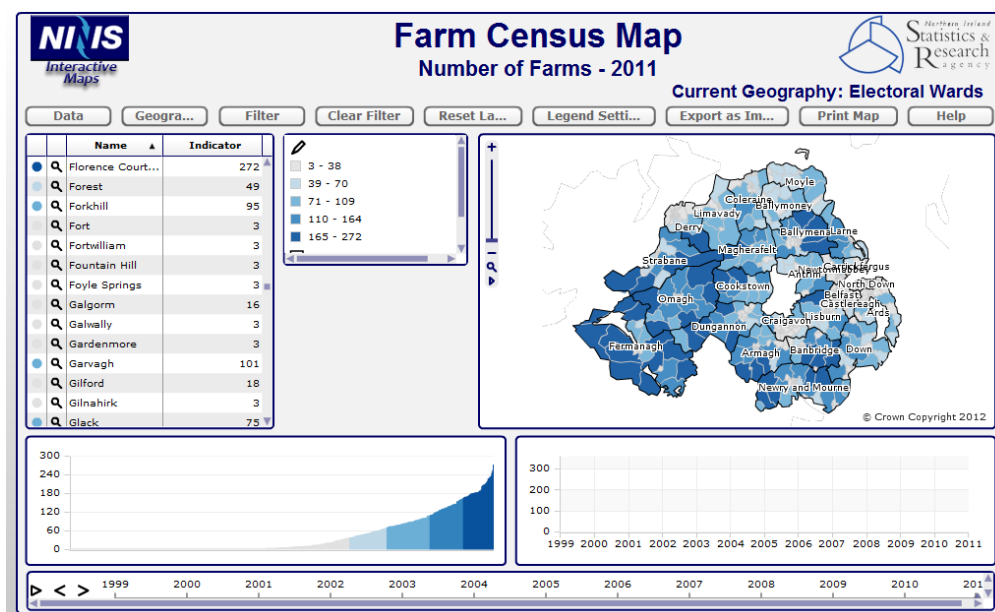 NINIS
Interactive
Maps
Farm Census Map
Number of Farms - 2011
Northern Ireland
Statistics &
Research
Agency
Current Geography: Electoral Wards
Data Geogra... Filter Clear Filter Reset La... Legend Setti... Export as Im... Print Map Help
Name ▲ Indicator
Florence Court... 272
Forest 49
Forkhill 95
Fort 3
Fortwilliam 3
Fountain Hill 3
Foyle Springs 3
Galgorm 16
Galwally 3
Gardenmore 3
Garvagh 101
Gilford 18
Gilnahirk 3
Glack 75
3 - 38
39 - 70
71 - 109
110 - 164
165 - 272
Moyle
Coleraine
Ballymoney
Limavady
Derry
Ballymena Larne
Magherafelt
Strabane
Carrickfergus
Newtownabbey
Antrim
North Down
Cookstown
Belfast
Omagh
Castlereagh
Ards
Lisburn
Craigavon
Dungannon
Fermanagh
Armagh Banbridge Down
Newry and Mourne
© Crown Copyright 2012
300
240
180
120
60
0
300
200
100
0
1999 2000 2001 2002 2003 2004 2005 2006 2007 2008 2009 2010 2011
1999 2000 2001 2002 2003 2004 2005 2006 2007 2008 2009 2010 201